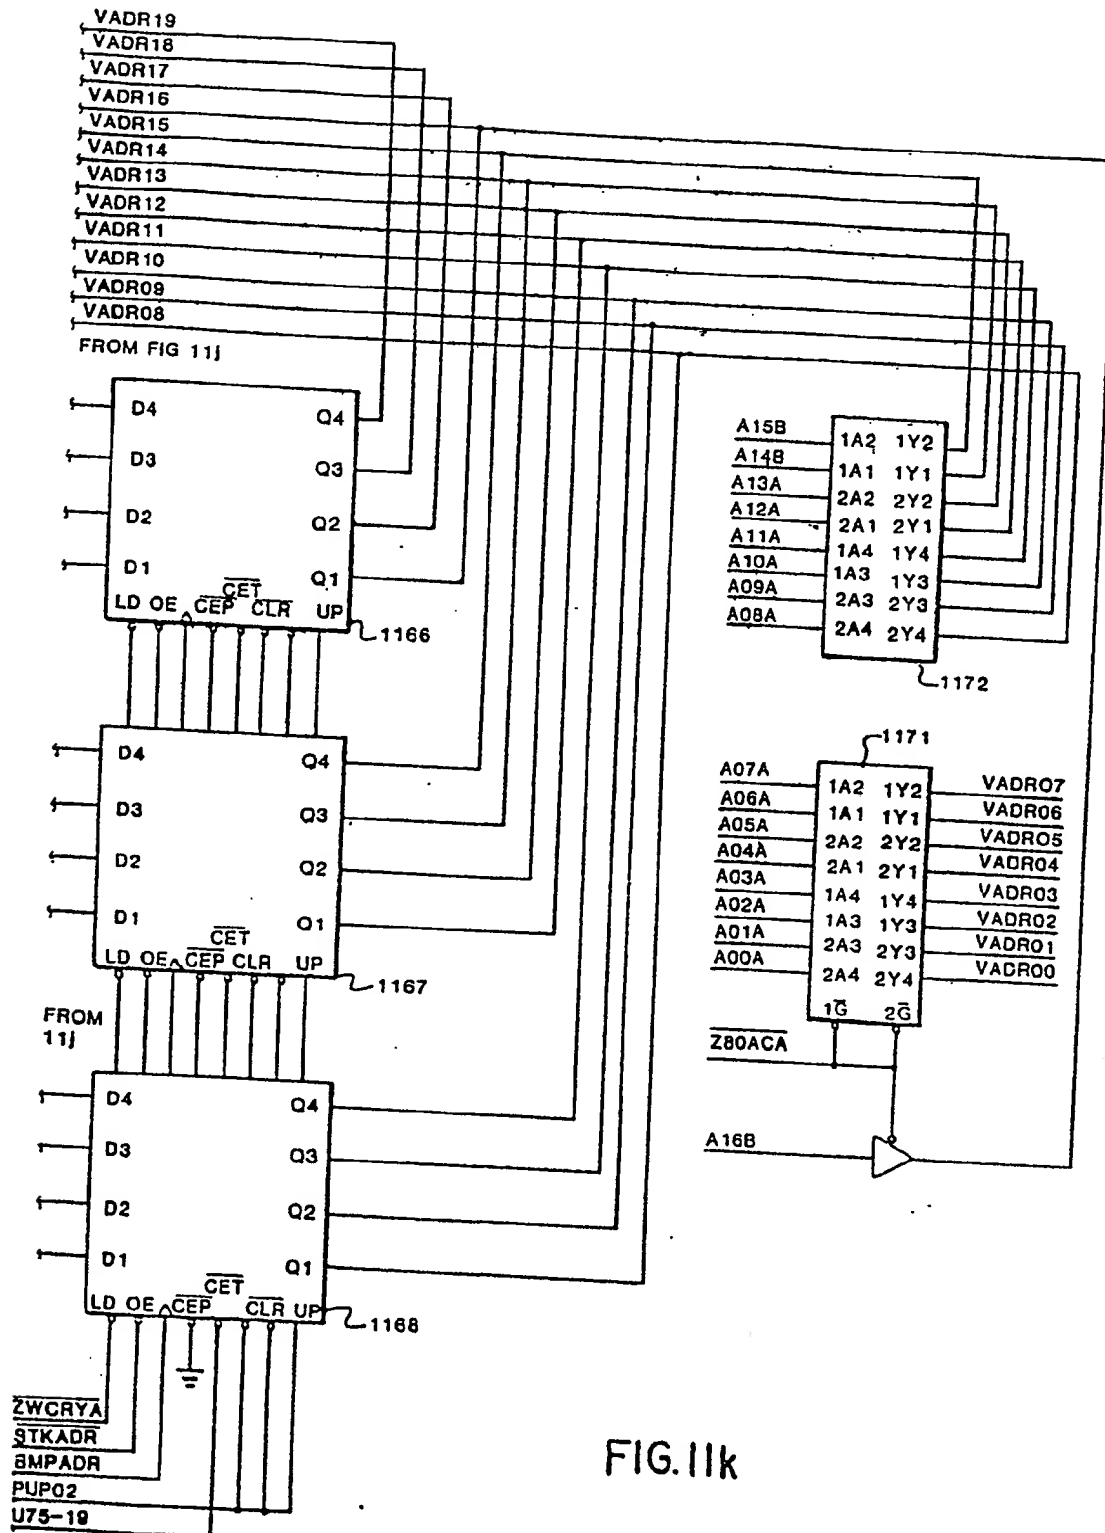 VADR19
VADR18
VADR17
VADR16
VADR15
VADR14
VADR13
VADR12
VADR11
VADR10
VADR09
VADR08
FROM FIG 11j
D4 Q4
D3 Q3
D2 Q2
D1 Q1
CET
LD OE CEP CLR UP
1166
A15B 1A2 1Y2
A14B 1A1 1Y1
A13A 2A2 2Y2
A12A 2A1 2Y1
A11A 1A4 1Y4
A10A 1A3 1Y3
A09A 2A3 2Y3
A08A 2A4 2Y4
1172
D4 Q4
D3 Q3
D2 Q2
D1 Q1
CET
LD OE CEP CLR UP
1167
1171
A07A 1A2 1Y2 VADR07
A06A 1A1 1Y1 VADR06
A05A 2A2 2Y2 VADR05
A04A 2A1 2Y1 VADR04
A03A 1A4 1Y4 VADR03
A02A 1A3 1Y3 VADR02
A01A 2A3 2Y3 VADR01
A00A 2A4 2Y4 VADR00
1G 2G
Z80ACA
A16B
FROM
11j
D4 Q4
D3 Q3
D2 Q2
D1 Q1
CET
LD OE CEP CLR UP
1168
ZWCRYA
STKADR
BMPADR
PUP02
U75-19
FIG.11k